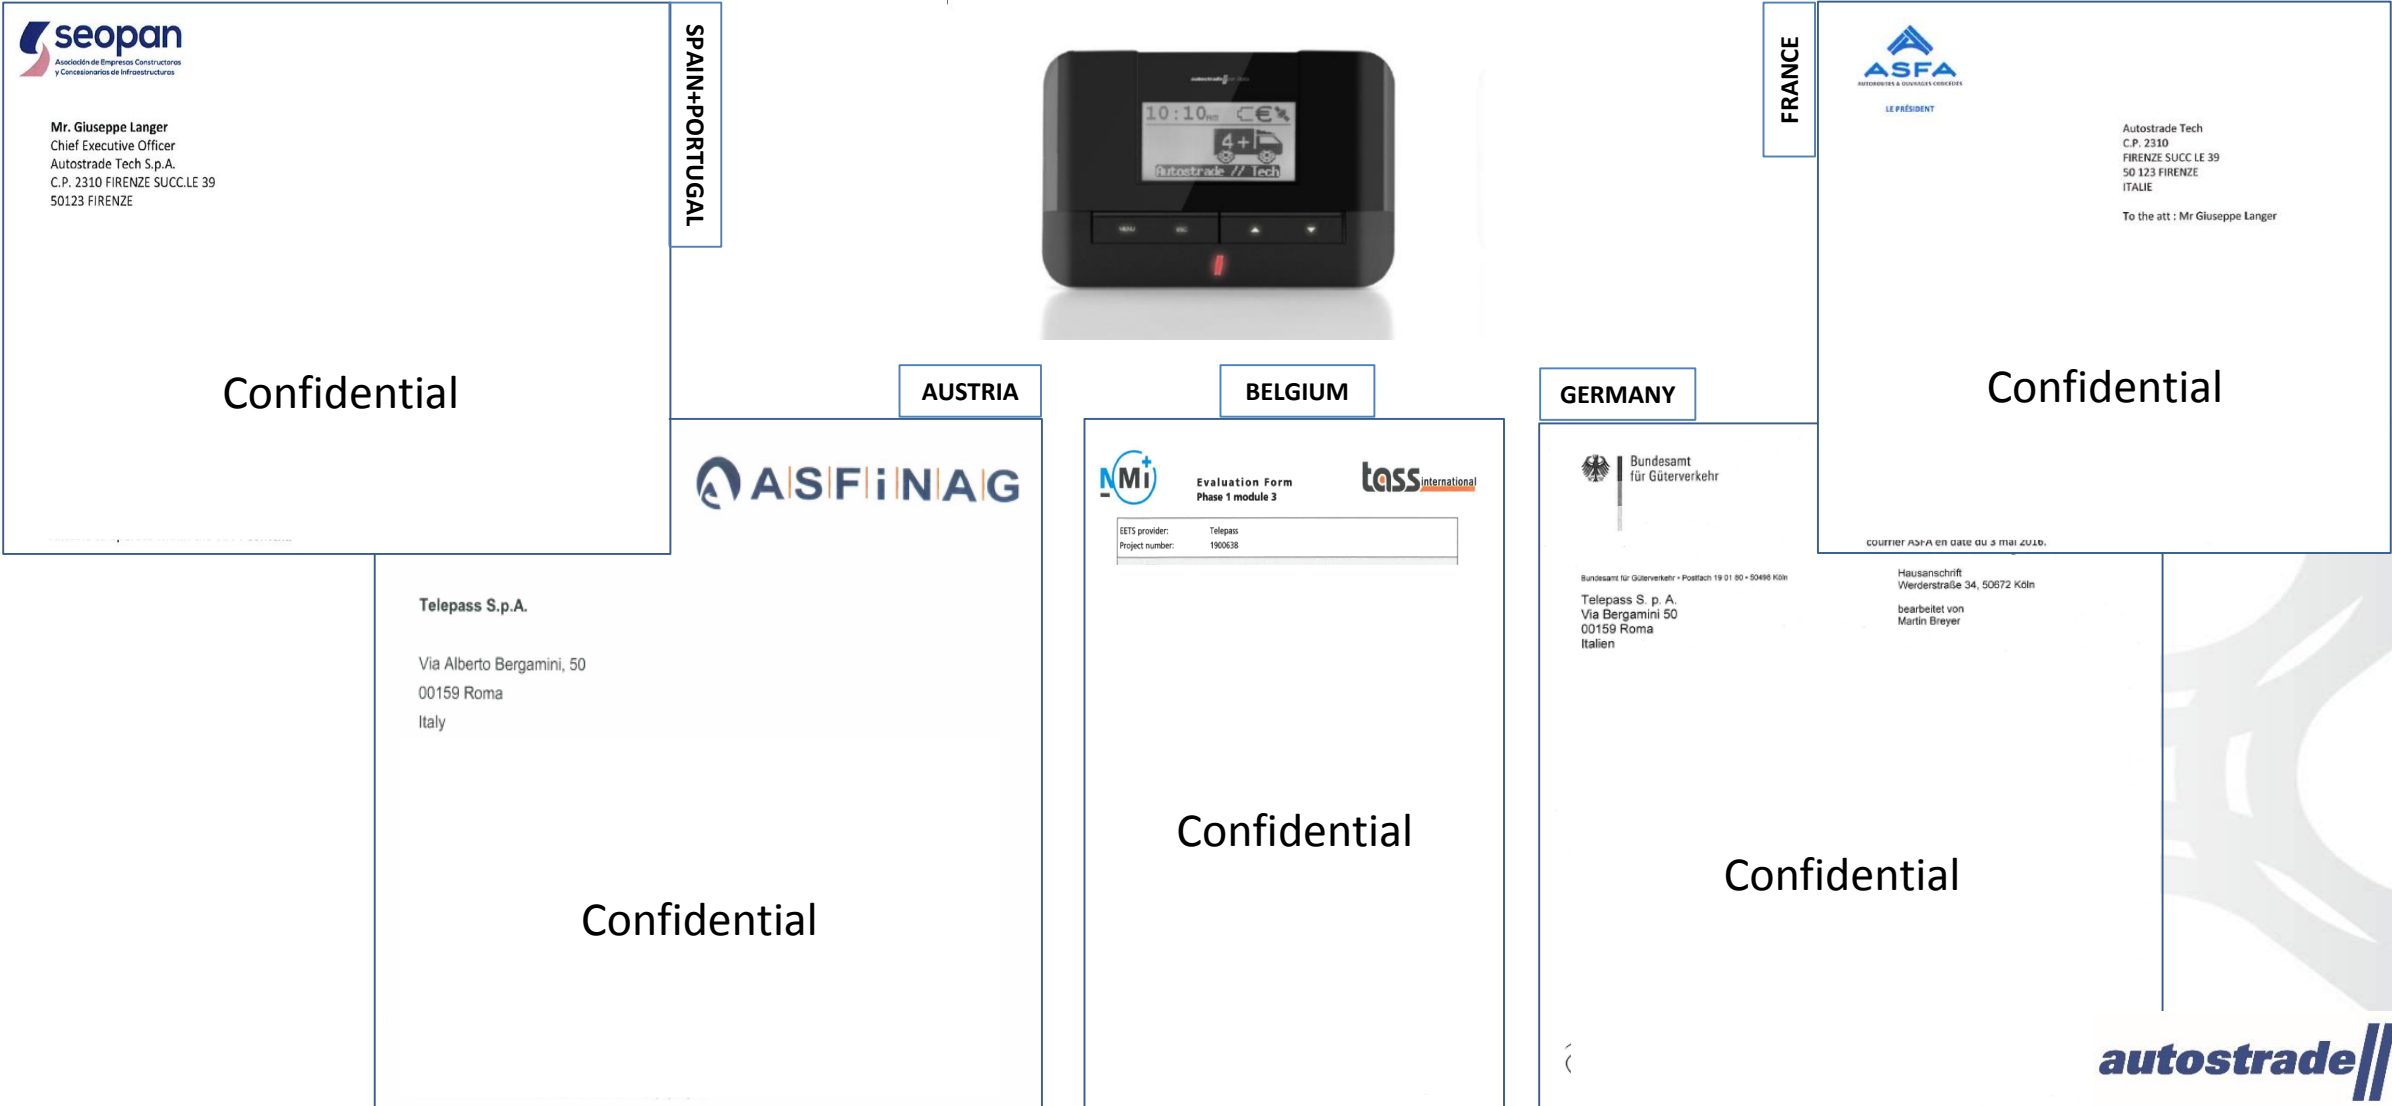 seopan
Asociación de Empresas Constructoras
y Concesionarias de Infraestructuras
Mr. Giuseppe Langer
Chief Executive Officer
Autostrade Tech S.p.A.
C.P. 2310 FIRENZE SUCC.LE 39
50123 FIRENZE
Confidential
SPAIN+PORTUGAL
10:10
4+
Autostrade // Tech
MENU
ESC
FRANCE
ASFA
AUTOROUTES & OUVRAGES CONCÉDÉS
LE PRÉSIDENT
Autostrade Tech
C.P. 2310
FIRENZE SUCC LE 39
50 123 FIRENZE
ITALIE
To the att : Mr Giuseppe Langer
Confidential
courrier ASFA en date du 3 mai 2016.
AUSTRIA
ASFiNAG
Telepass S.p.A.
Via Alberto Bergamini, 50
00159 Roma
Italy
Confidential
BELGIUM
NMi
Evaluation Form
Phase 1 module 3
tass international
EETS provider: Telepass
Project number: 1900638
Confidential
GERMANY
Bundesamt
für Güterverkehr
Bundesamt für Güterverkehr • Postfach 19 01 80 • 50498 Köln
Telepass S. p. A.
Via Bergamini 50
00159 Roma
Italien
Hausanschrift
Werderstraße 34, 50672 Köln
bearbeitet von
Martin Breyer
Confidential
autostrade